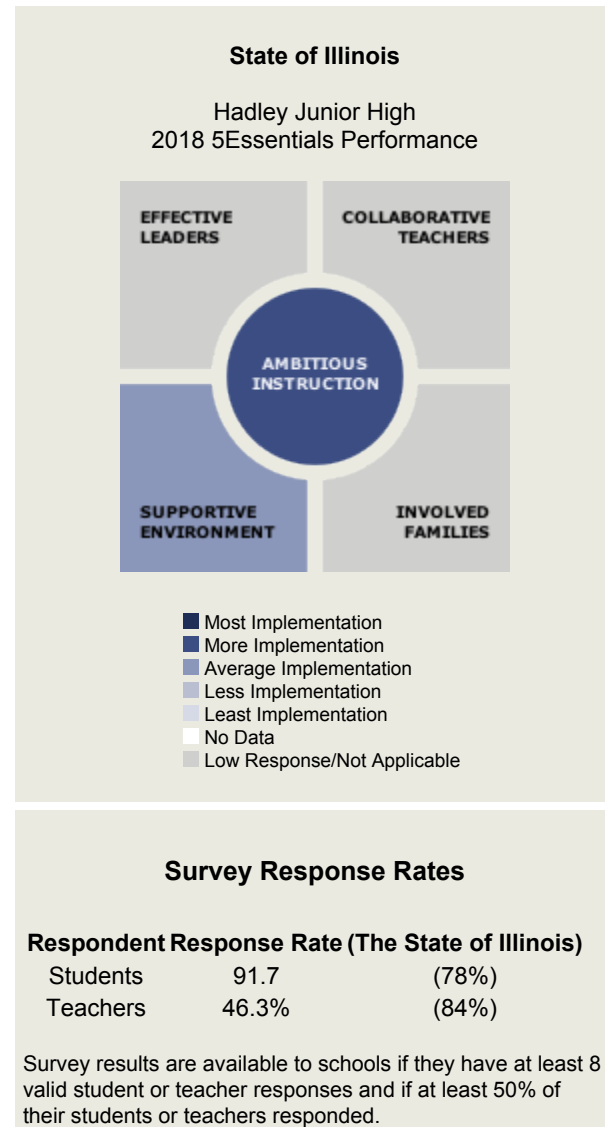 State of Illinois
Hadley Junior High
2018 5Essentials Performance
EFFECTIVE
LEADERS
COLLABORATIVE
TEACHERS
AMBITIOUS
INSTRUCTION
SUPPORTIVE
ENVIRONMENT
INVOLVED
FAMILIES
Most Implementation
More Implementation
Average Implementation
Less Implementation
Least Implementation
No Data
Low Response/Not Applicable
Survey Response Rates
Respondent Response Rate (The State of Illinois)
Students 91.7 (78%)
Teachers 46.3% (84%)
Survey results are available to schools if they have at least 8
valid student or teacher responses and if at least 50% of
their students or teachers responded.